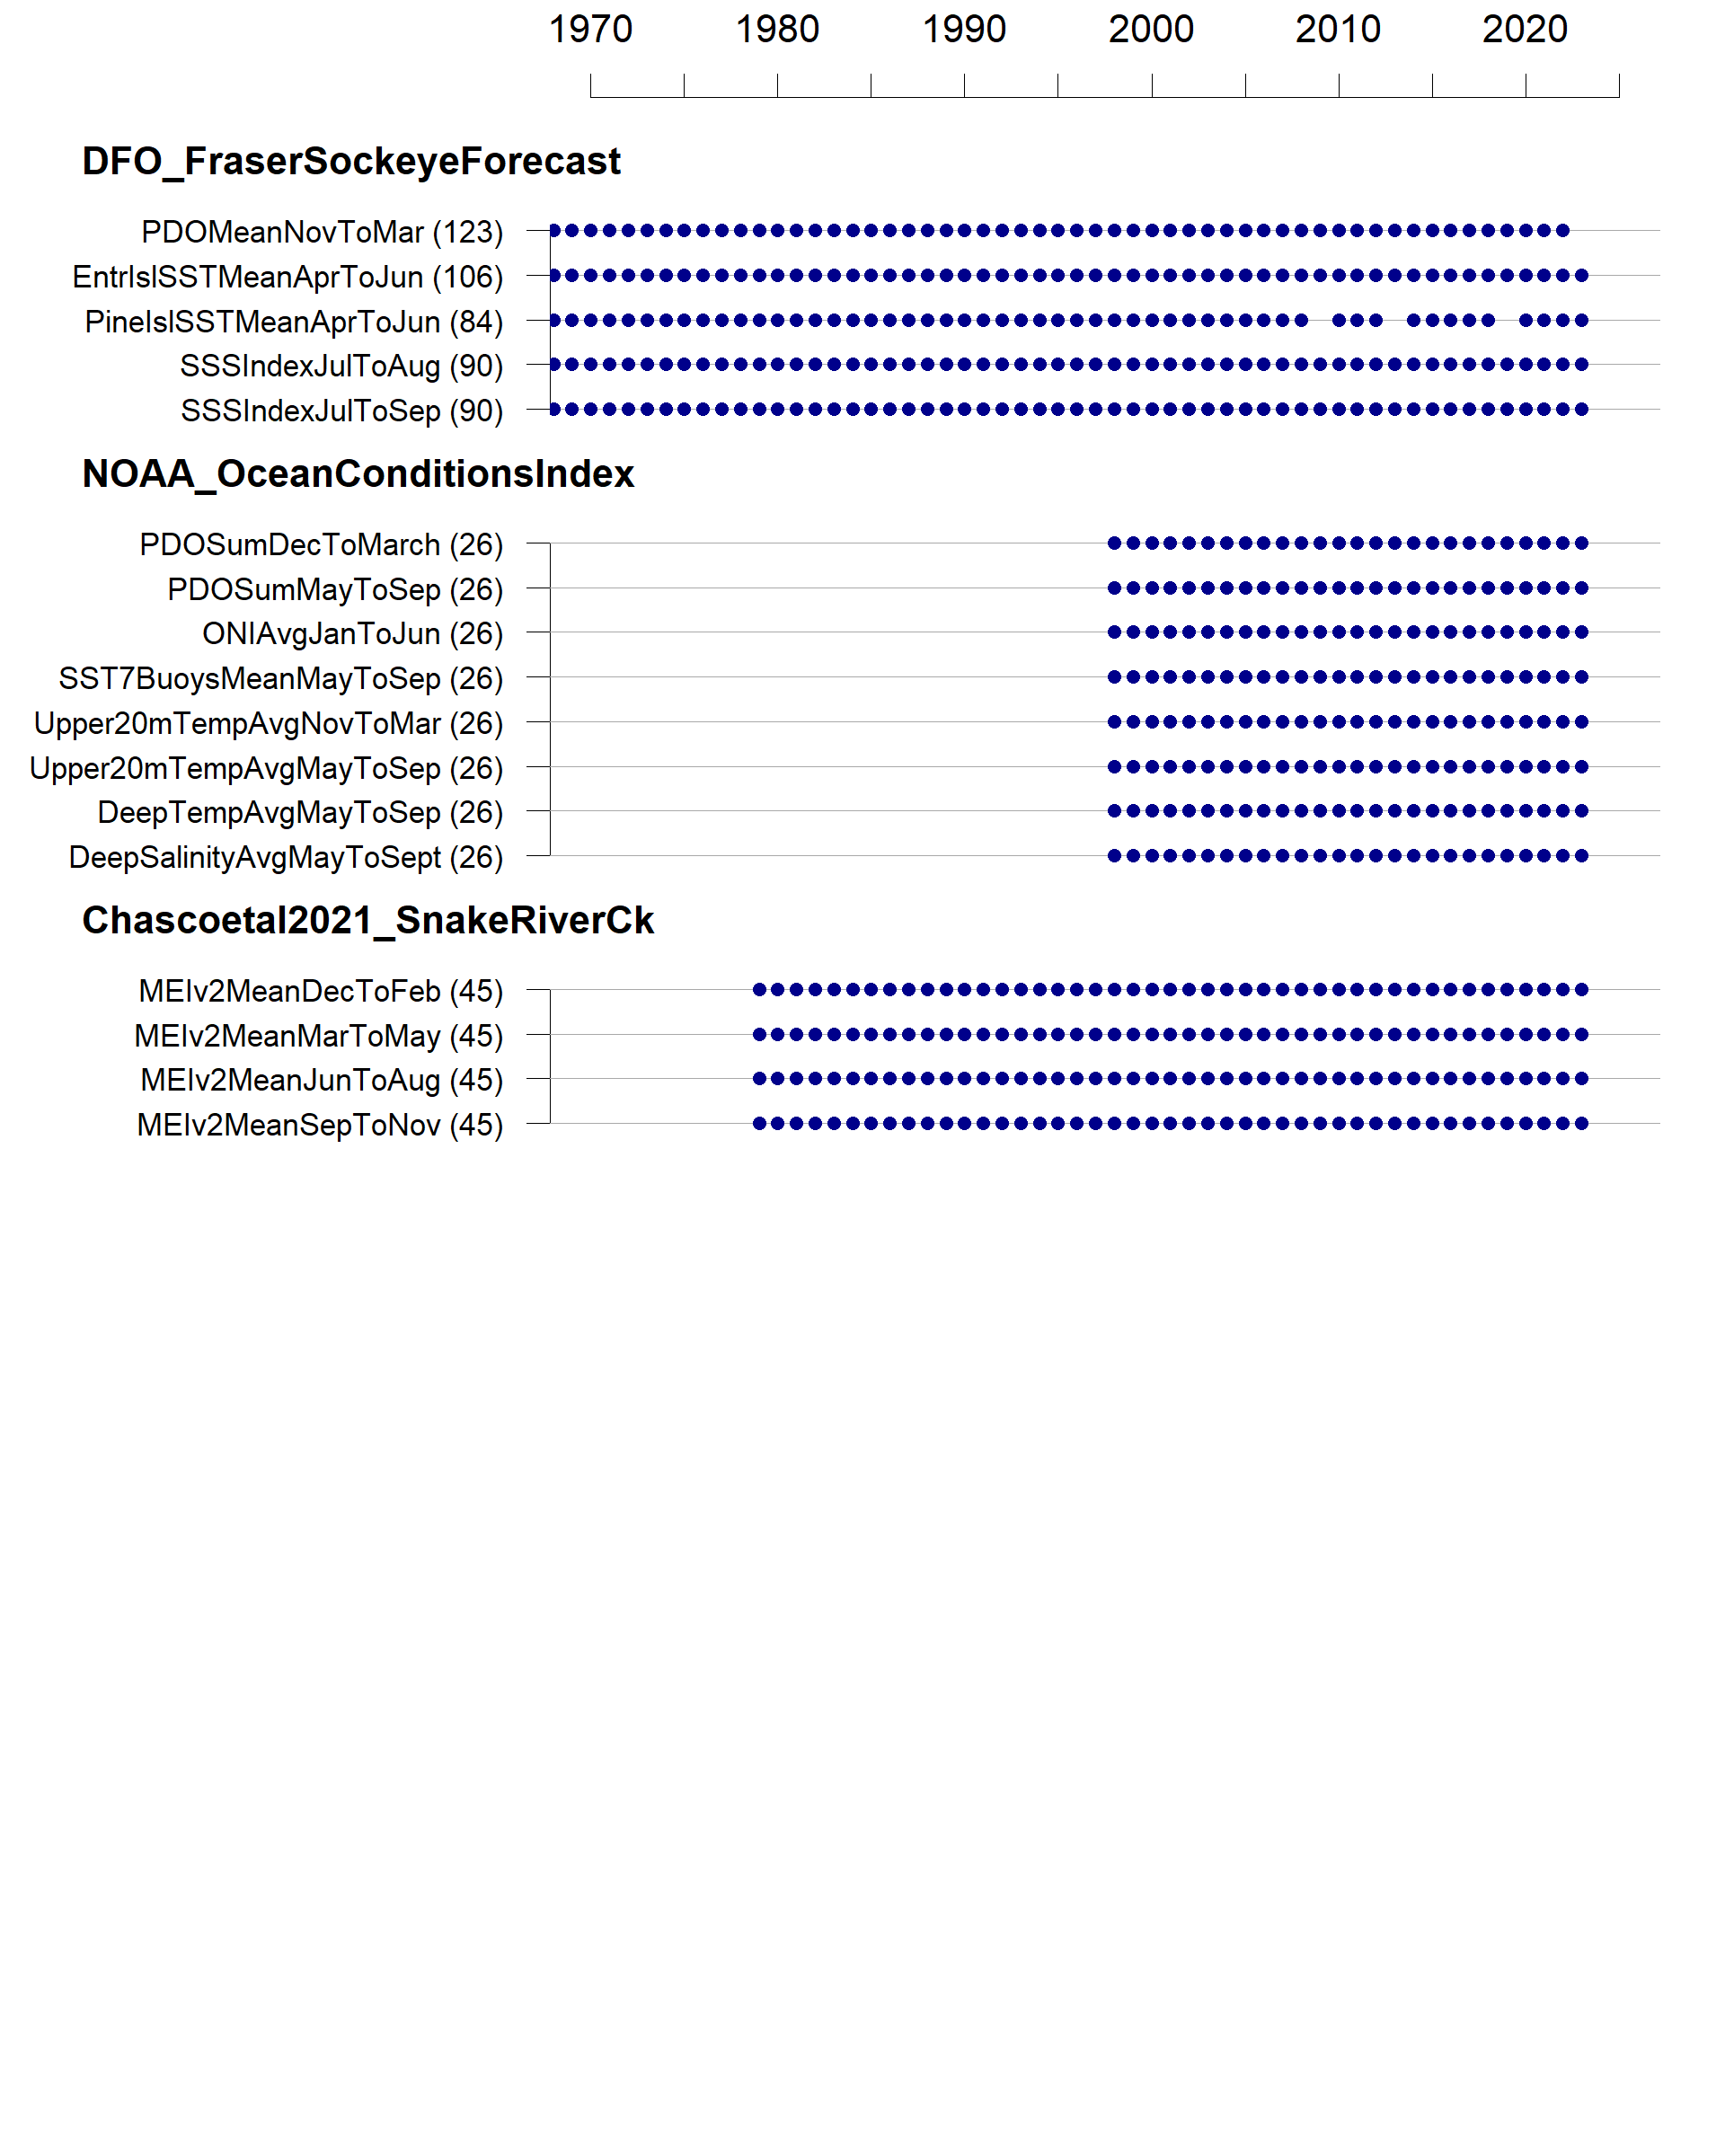 1970 1980 1990 2000 2010 2020
DFO_FraserSockeyeForecast
PDOMeanNovToMar (123)
EntrIslSSTMeanAprToJun (106)
PineIslSSTMeanAprToJun (84)
SSSIndexJulToAug (90)
SSSIndexJulToSep (90)
NOAA_OceanConditionsIndex
PDOSumDecToMarch (26)
PDOSumMayToSep (26)
ONIAvgJanToJun (26)
SST7BuoysMeanMayToSep (26)
Upper20mTempAvgNovToMar (26)
Upper20mTempAvgMayToSep (26)
DeepTempAvgMayToSep (26)
DeepSalinityAvgMayToSept (26)
Chascoetal2021_SnakeRiverCk
MEIv2MeanDecToFeb (45)
MEIv2MeanMarToMay (45)
MEIv2MeanJunToAug (45)
MEIv2MeanSepToNov (45)